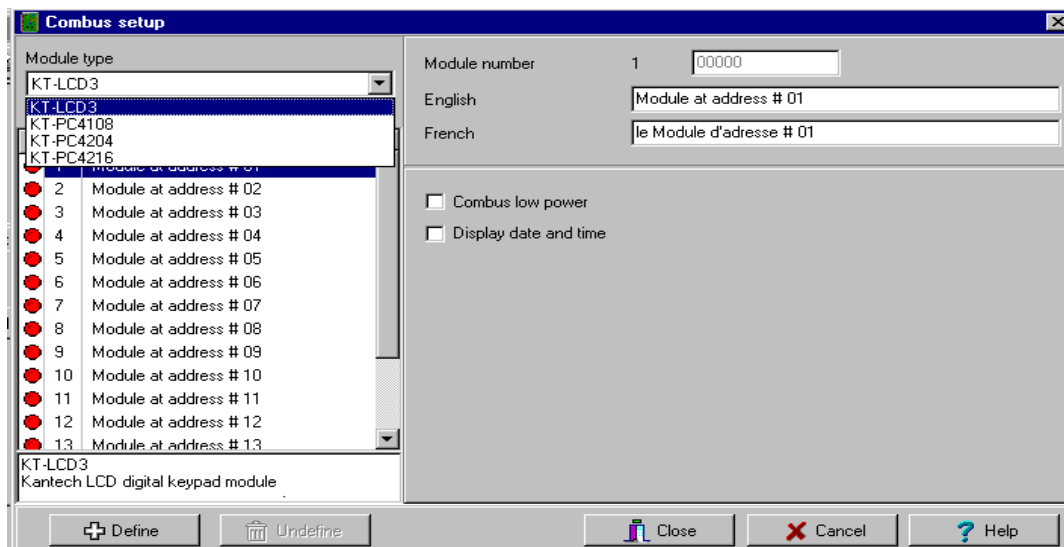 Combus setup
Module type
KT-LCD3
KT-LCD3
KT-PC4108
KT-PC4204
KT-PC4216
1 Module at address # 01
2 Module at address # 02
3 Module at address # 03
4 Module at address # 04
5 Module at address # 05
6 Module at address # 06
7 Module at address # 07
8 Module at address # 08
9 Module at address # 09
10 Module at address # 10
11 Module at address # 11
12 Module at address # 12
13 Module at address # 13
KT-LCD3
Kantech LCD digital keypad module
Module number 1 00000
English Module at address # 01
French le Module d'adresse # 01
Combus low power
Display date and time
Define
Undefine
Close
Cancel
Help